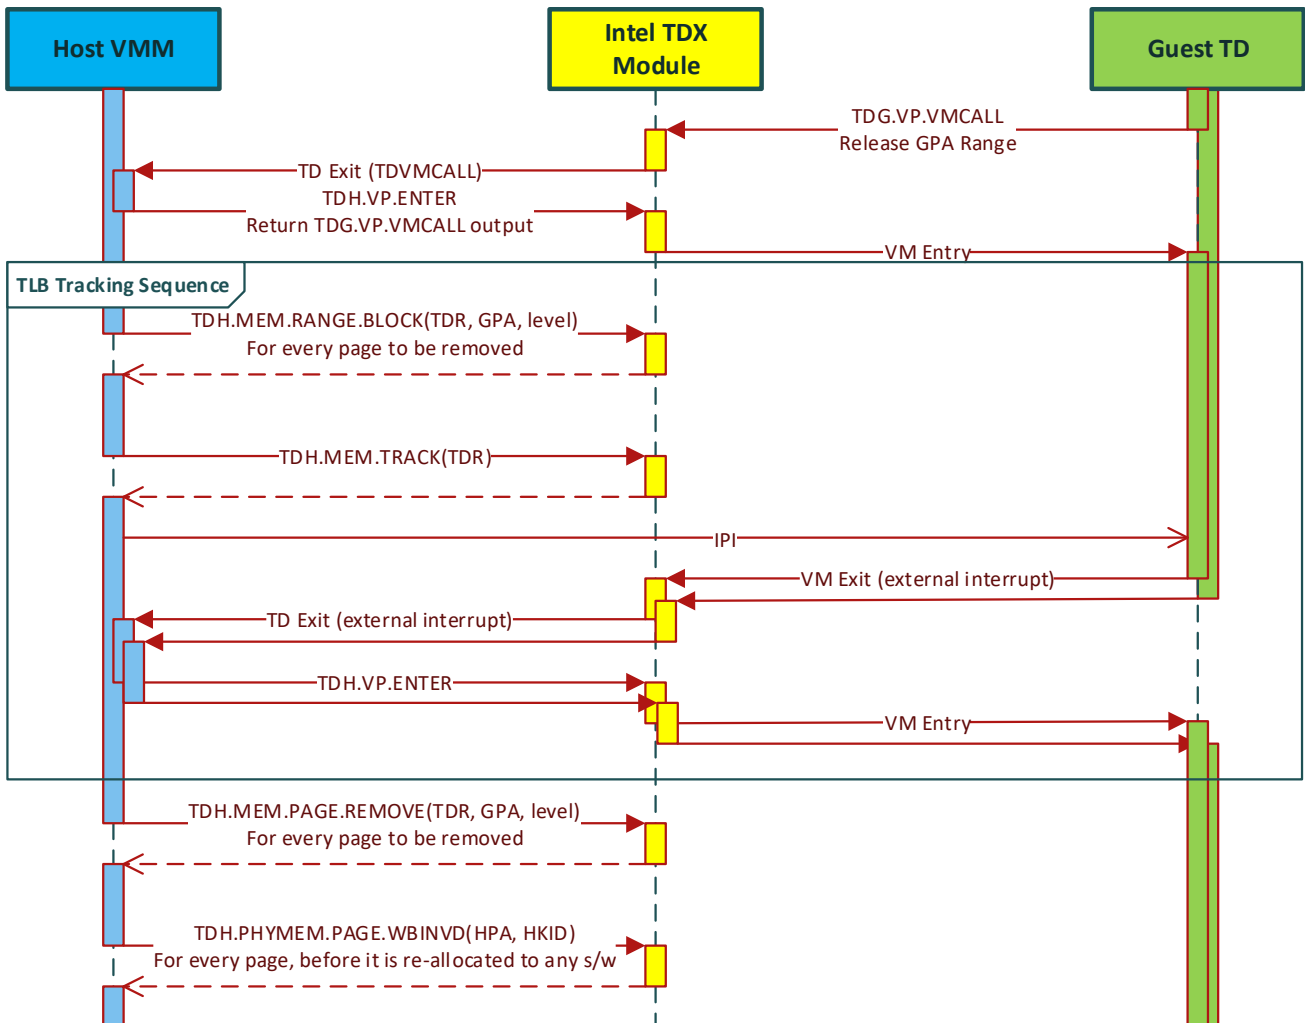 Host VMM
Intel TDX
Module
Guest TD
TDG.VP.VMCALL
Release GPA Range
TD Exit (TDVMCALL)
TDH.VP.ENTER
Return TDG.VP.VMCALL output
VM Entry
TLB Tracking Sequence
TDH.MEM.RANGE.BLOCK(TDR, GPA, level)
For every page to be removed
TDH.MEM.TRACK(TDR)
IPI
VM Exit (external interrupt)
TD Exit (external interrupt)
TDH.VP.ENTER
VM Entry
TDH.MEM.PAGE.REMOVE(TDR, GPA, level)
For every page to be removed
TDH.PHYMEM.PAGE.WBINVD(HPA, HKID)
For every page, before it is re-allocated to any s/w